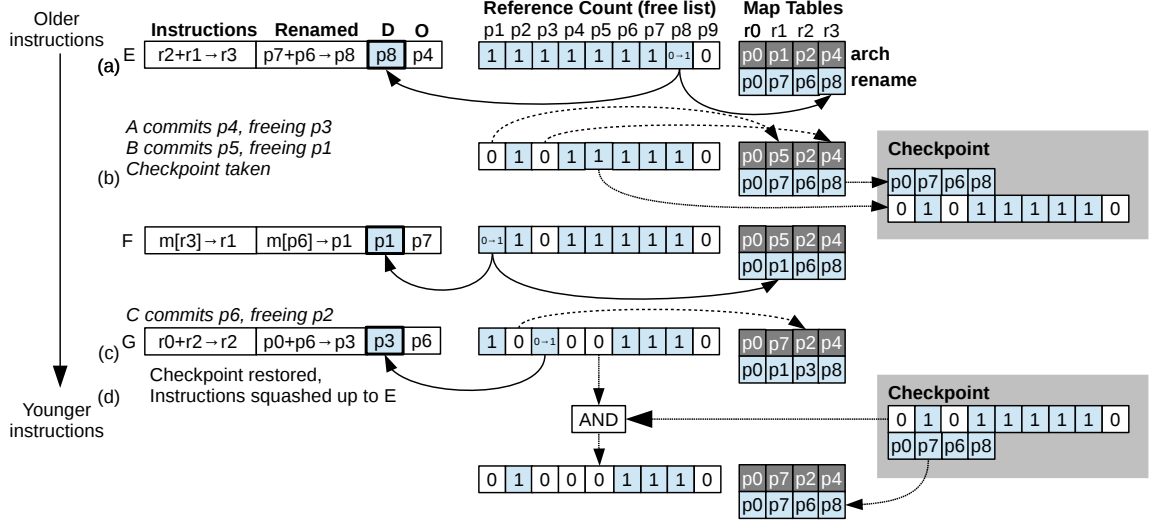 Older
instructions
Instructions Renamed D O
Reference Count (free list)
p1 p2 p3 p4 p5 p6 p7 p8 p9
Map Tables
r0 r1 r2 r3
(a) E r2+r1→r3 p7+p6→p8 p8 p4
1 1 1 1 1 1 1 0→1 0
p0 p1 p2 p4 arch
p0 p7 p6 p8 rename
A commits p4, freeing p3
B commits p5, freeing p1
Checkpoint taken
(b)
0 1 0 1 1 1 1 1 0
p0 p5 p2 p4
p0 p7 p6 p8
Checkpoint
p0 p7 p6 p8
0 1 0 1 1 1 1 1 0
F m[r3]→r1 m[p6]→p1 p1 p7
0→1 1 0 1 1 1 1 1 0
p0 p5 p2 p4
p0 p1 p6 p8
C commits p6, freeing p2
(c) G r0+r2→r2 p0+p6→p3 p3 p6
1 0 0→1 0 0 1 1 1 0
p0 p7 p2 p4
p0 p1 p3 p8
(d) Checkpoint restored,
Instructions squashed up to E
Younger
instructions
AND
Checkpoint
0 1 0 1 1 1 1 1 0
p0 p7 p6 p8
0 1 0 0 0 1 1 1 0
p0 p7 p2 p4
p0 p7 p6 p8